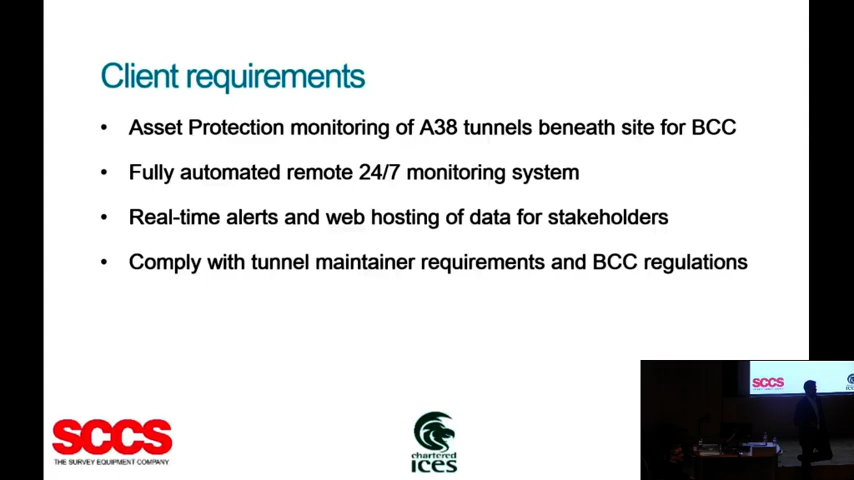 Client requirements
• Asset Protection monitoring of A38 tunnels beneath site for BCC
• Fully automated remote 24/7 monitoring system
• Real-time alerts and web hosting of data for stakeholders
• Comply with tunnel maintainer requirements and BCC regulations
SCCS
THE SURVEY EQUIPMENT COMPANY
chartered
ICES
SCCS